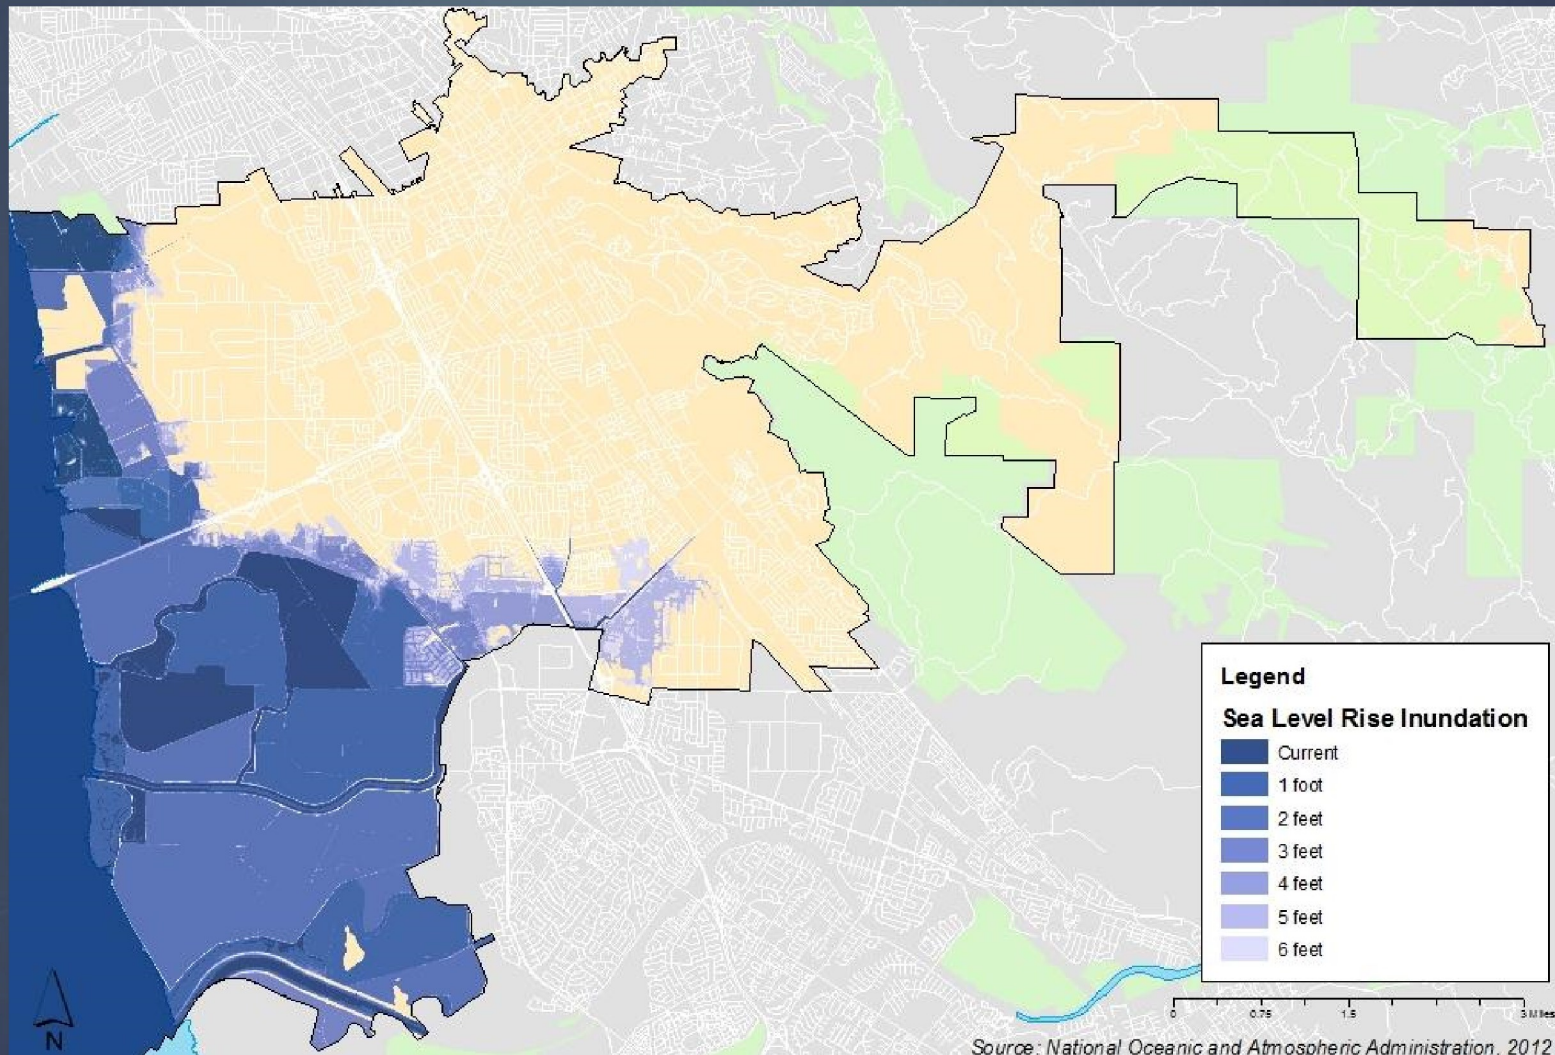 Legend
Sea Level Rise Inundation
Current
1 foot
2 feet
3 feet
4 feet
5 feet
6 feet
N
0 0.75 1.5 3 Miles
Source: National Oceanic and Atmospheric Administration, 2012